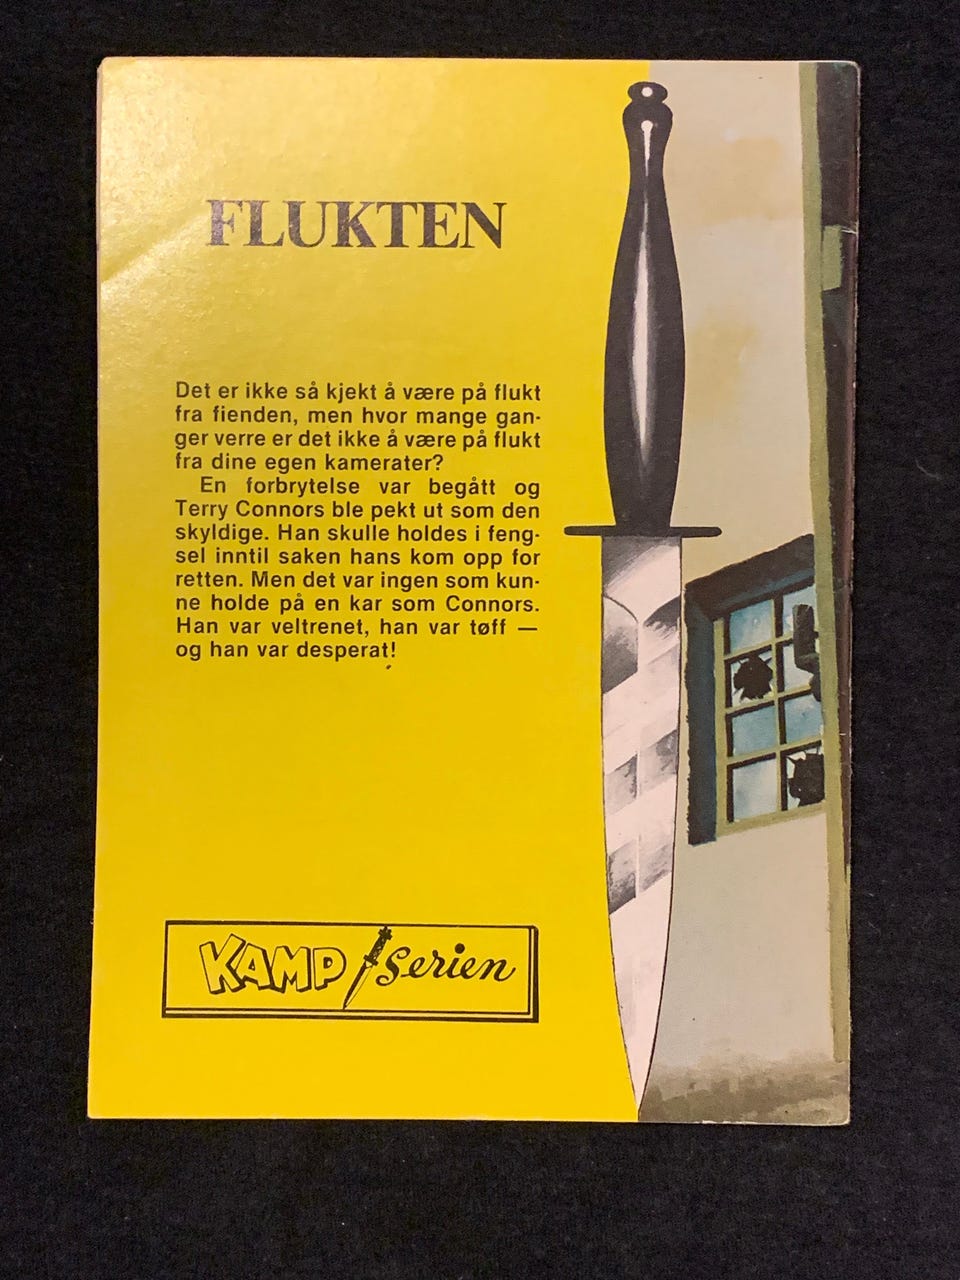 FLUKTEN
Det er ikke så kjekt å være på flukt
fra fienden, men hvor mange gan-
ger verre er det ikke å være på flukt
fra dine egen kamerater?
En forbrytelse var begått og
Terry Connors ble pekt ut som den
skyldige. Han skulle holdes i feng-
sel inntil saken hans kom opp for
retten. Men det var ingen som kun-
ne holde på en kar som Connors.
Han var veltrenet, han var tøff —
og han var desperat!
KAMP serien